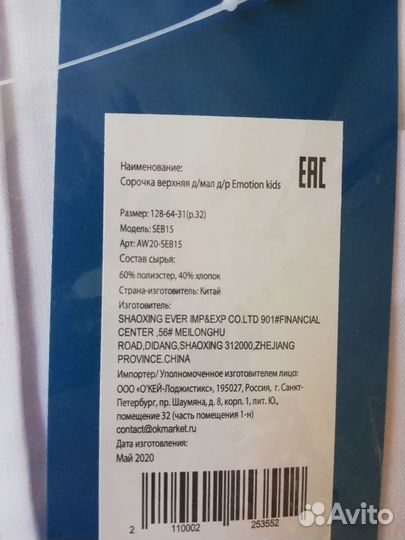 Наименование:
Сорочка верхняя д/мал д/р Emotion kids
EAC
Размер: 128-64-31(р.32)
Модель: SEB15
Арт: AW20-SEB15
Состав сырья:
60% полиэстер, 40% хлопок
Страна-изготовитель: Китай
Изготовитель:
SHAOXING EVER IMP&EXP CO.LTD 901#FINANCIAL
CENTER ,56# MEILONGHU
ROAD,DIDANG,SHAOXING 312000,ZHEJIANG
PROVINCE.CHINA
Импортер/ Уполномоченное изготовителем лицо:
ООО «О'КЕЙ-Лоджистикс», 195027, Россия, г. Санкт-
Петербург, пр. Шаумяна, д. 8, корп. 1, лит. Ю.,
помещение 32 (часть помещения 1-н)
contact@okmarket.ru
Дата изготовления:
Май 2020
2 110002 253552
Avito